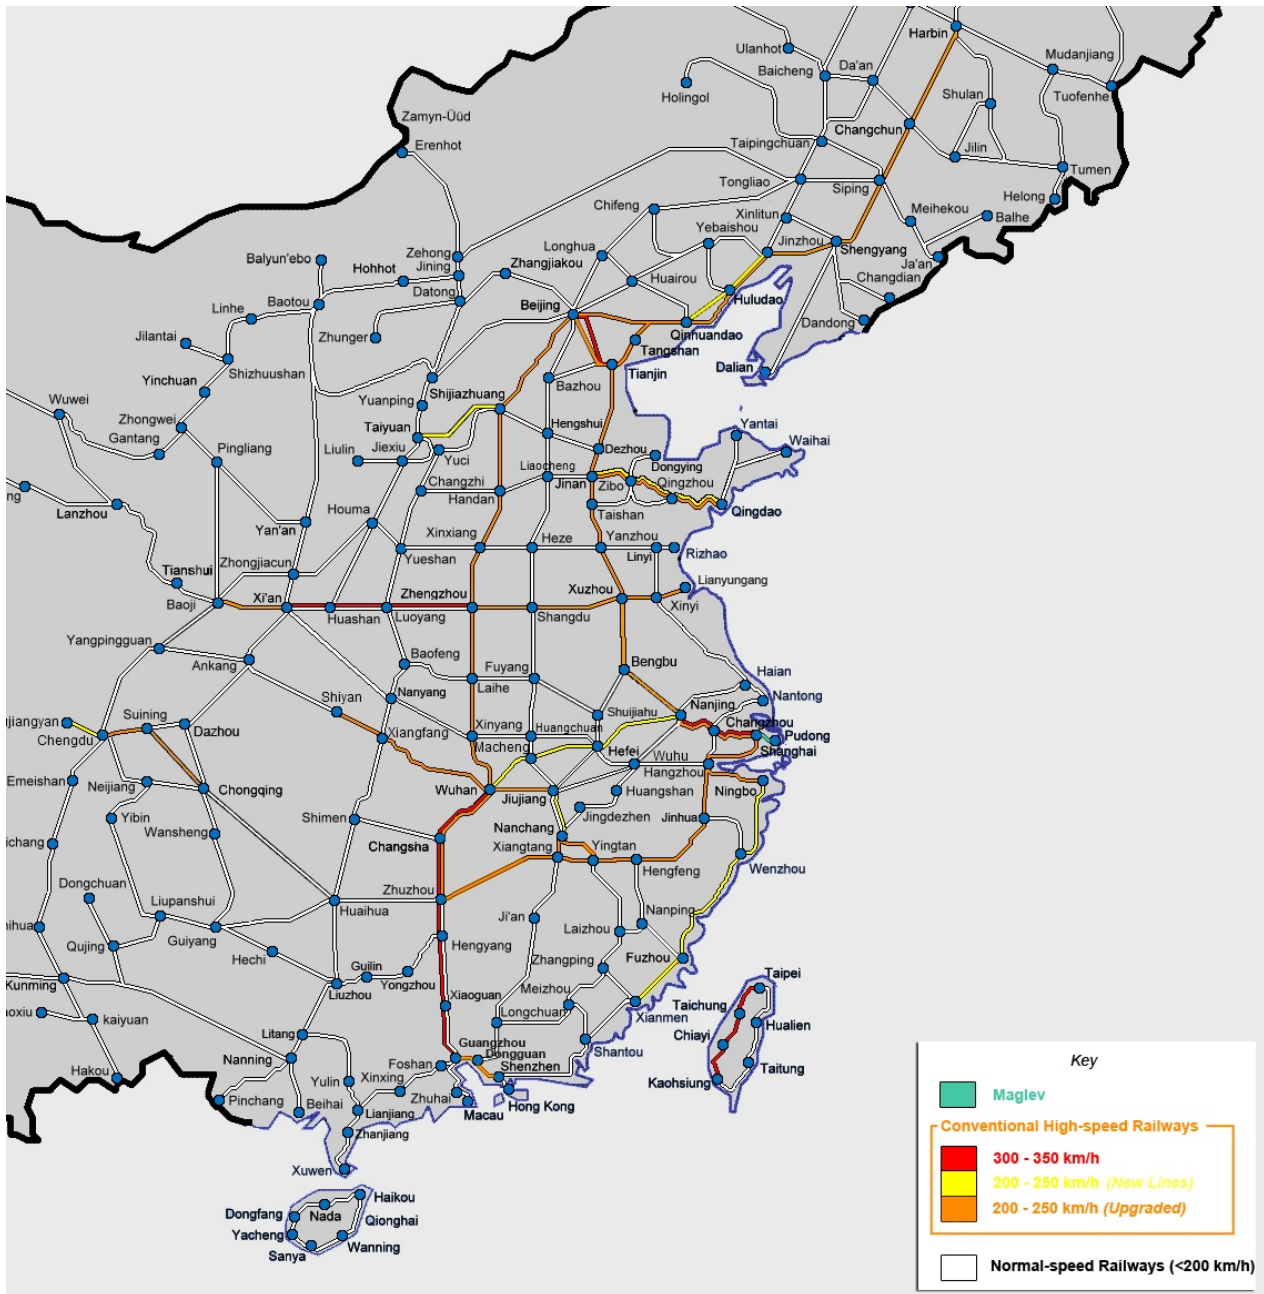 Harbin
Ulanhot
Mudanjiang
Da'an
Baicheng
Holingol
Shulan
Tuofenhe
Zamyn-Üüd
Changchun
Erenhot
Taipingchuan
Jilin
Tumen
Tongliao
Siping
Helong
Chifeng
Xinlitun
Meihekou
Balhe
Yebaishou
Jinzhou
Shengyang
Longhua
Zehong
Balyun'ebo
Hohhot
Jining
Zhangjiakou
Ja'an
Huairou
Changdian
Baotou
Datong
Beijing
Huludao
Linhe
Dandong
Jilantai
Zhunger
Qinhuandao
Tangshan
Shizhuushan
Tianjin
Dalian
Yinchuan
Shijiazhuang
Bazhou
Wuwei
Yuanping
Zhongwei
Taiyuan
Hengshui
Yantai
Gantang
Pingliang
Liulin
Jiexiu
Yuci
Dezhou
Waihai
Liaocheng
Dongying
Changzhi
Jinan
Zibo
Qingzhou
ng
Handan
Lanzhou
Houma
Taishan
Qingdao
Yan'an
Xinxiang
Heze
Yanzhou
Zhongjiacun
Yueshan
Linyi
Rizhao
Tianshui
Lianyungang
Xi'an
Zhengzhou
Xuzhou
Baoji
Huashan
Luoyang
Shangdu
Xinyi
Yangpingguan
Baofeng
Ankang
Fuyang
Bengbu
Haian
Shiyan
Nanyang
Laihe
Nantong
Nanjing
ujiangyan
Suining
Shuijiahu
Changzhou
Dazhou
Xinyang
Huangchuan
Pudong
Chengdu
Xiangfang
Macheng
Hefei
Wuhu
Shanghai
Emeishan
Hangzhou
Neijiang
Chongqing
Wuhan
Jiujiang
Huangshan
Ningbo
Yibin
Shimen
Jingdezhen
Jinhua
Wansheng
Nanchang
ichang
Changsha
Xiangtang
Yingtan
Hengfeng
Wenzhou
Dongchuan
Zhuzhou
Liupanshui
Huaihua
Ji'an
Nanping
ihua
Laizhou
Guiyang
Hengyang
Qujing
Hechi
Fuzhou
Guilin
Zhangping
Kunming
Yongzhou
Taipei
Liuzhou
Meizhou
Xiaoguan
Taichung
oxiu
kaiyuan
Longchuan
Xianmen
Hualien
Litang
Chiayi
Guangzhou
Shantou
Nanning
Foshan
Dongguan
Taitung
Hakou
Yulin
Xinxing
Shenzhen
Kaohsiung
Pinchang
Beihai
Lianjiang
Zhuhai
Macau
Hong Kong
Zhanjiang
Xuwen
Haikou
Dongfang
Nada
Qionghai
Yacheng
Wanning
Sanya
Key
Maglev
Conventional High-speed Railways
300 - 350 km/h
200 - 250 km/h (New Lines)
200 - 250 km/h (Upgraded)
Normal-speed Railways (<200 km/h)